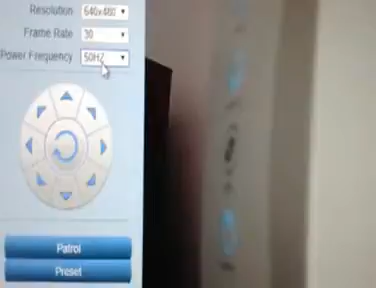 Resolution 640x480
Frame Rate 30
Power Frequency 50HZ
Patrol
Preset